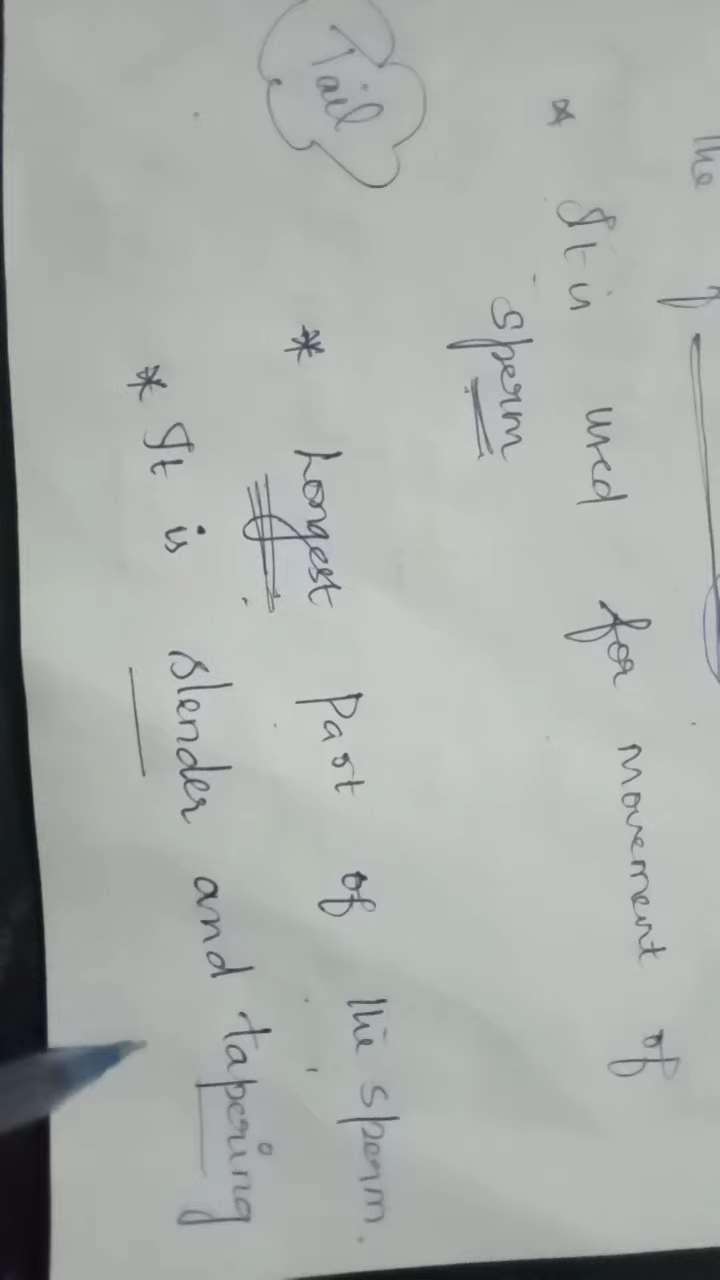 The
* It is used for movement of
sperm
Tail
* Longest Part of the sperm.
* It is slender and tapering